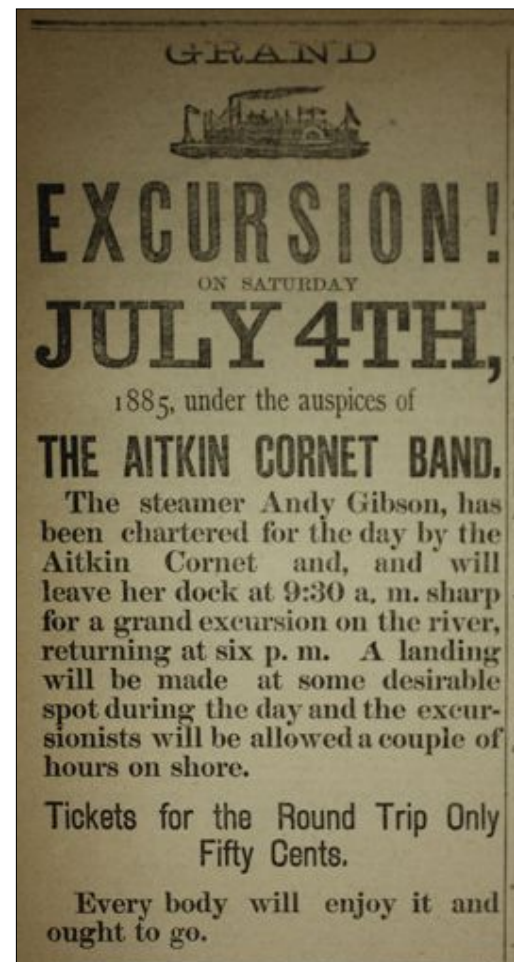 GRAND
EXCURSION!
ON SATURDAY
JULY 4TH,
1885, under the auspices of
THE AITKIN CORNET BAND.
The steamer Andy Gibson, has
been chartered for the day by the
Aitkin Cornet and, and will
leave her dock at 9:30 a. m. sharp
for a grand excursion on the river,
returning at six p. m. A landing
will be made at some desirable
spot during the day and the excur-
sionists will be allowed a couple of
hours on shore.
Tickets for the Round Trip Only
Fifty Cents.
Every body will enjoy it and
ought to go.